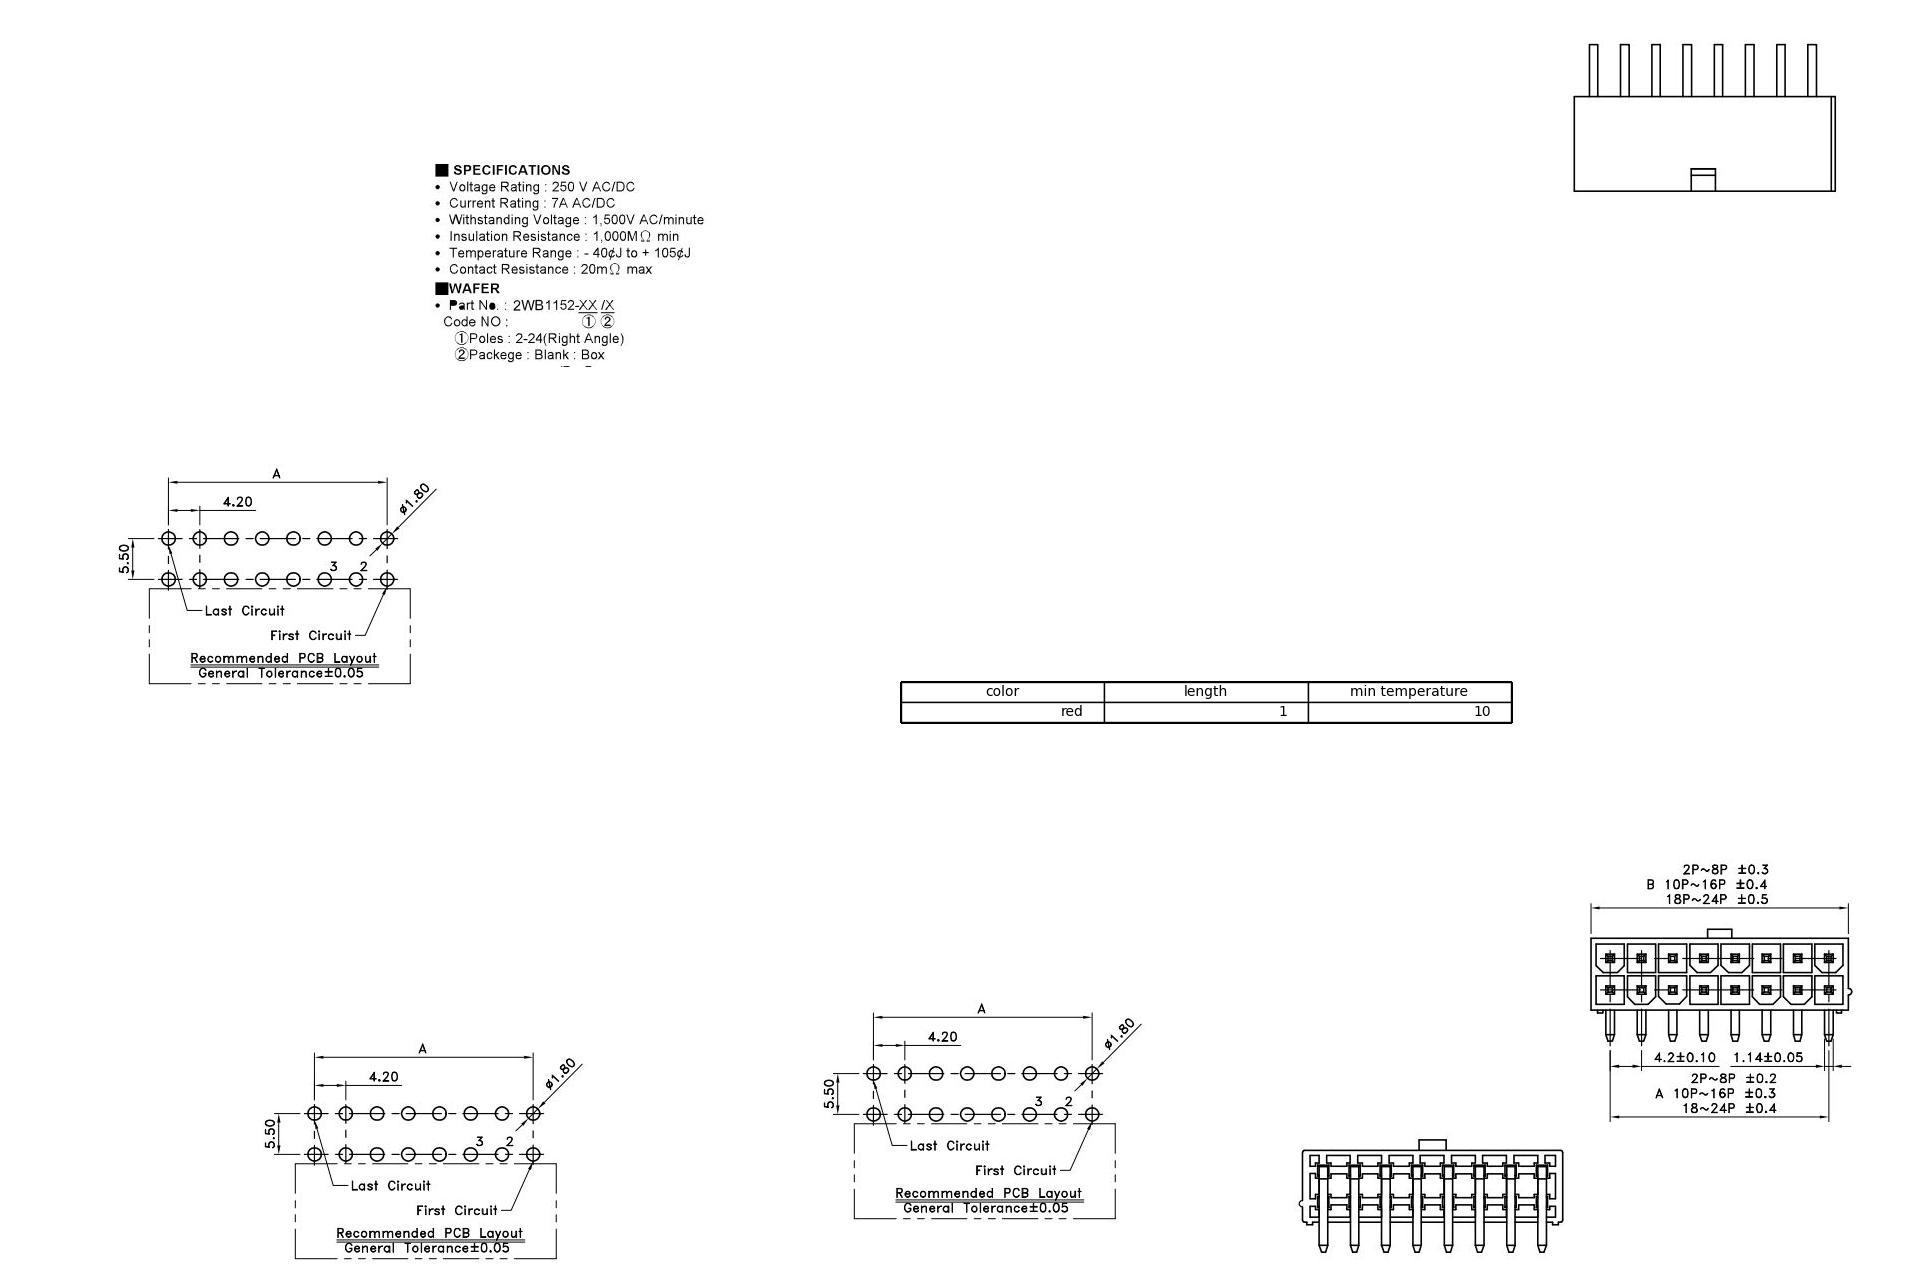 ■ SPECIFICATIONS
• Voltage Rating : 250 V AC/DC
• Current Rating : 7A AC/DC
• Withstanding Voltage : 1,500V AC/minute
• Insulation Resistance : 1,000MΩ min
• Temperature Range : - 40¢J to + 105¢J
• Contact Resistance : 20mΩ max
■WAFER
• Part No. : 2WB1152-XX /X
Code NO : ① ②
①Poles : 2-24(Right Angle)
②Packege : Blank : Box
A
4.20
ø1.80
5.50
3 2
Last Circuit
First Circuit
Recommended PCB Layout
General Tolerance±0.05
color length min temperature
red 1 10
2P~8P ±0.3
B 10P~16P ±0.4
18P~24P ±0.5
4.2±0.10 1.14±0.05
2P~8P ±0.2
A 10P~16P ±0.3
18~24P ±0.4
A
4.20
ø1.80
5.50
3 2
Last Circuit
First Circuit
Recommended PCB Layout
General Tolerance±0.05
A
4.20
ø1.80
5.50
3 2
Last Circuit
First Circuit
Recommended PCB Layout
General Tolerance±0.05